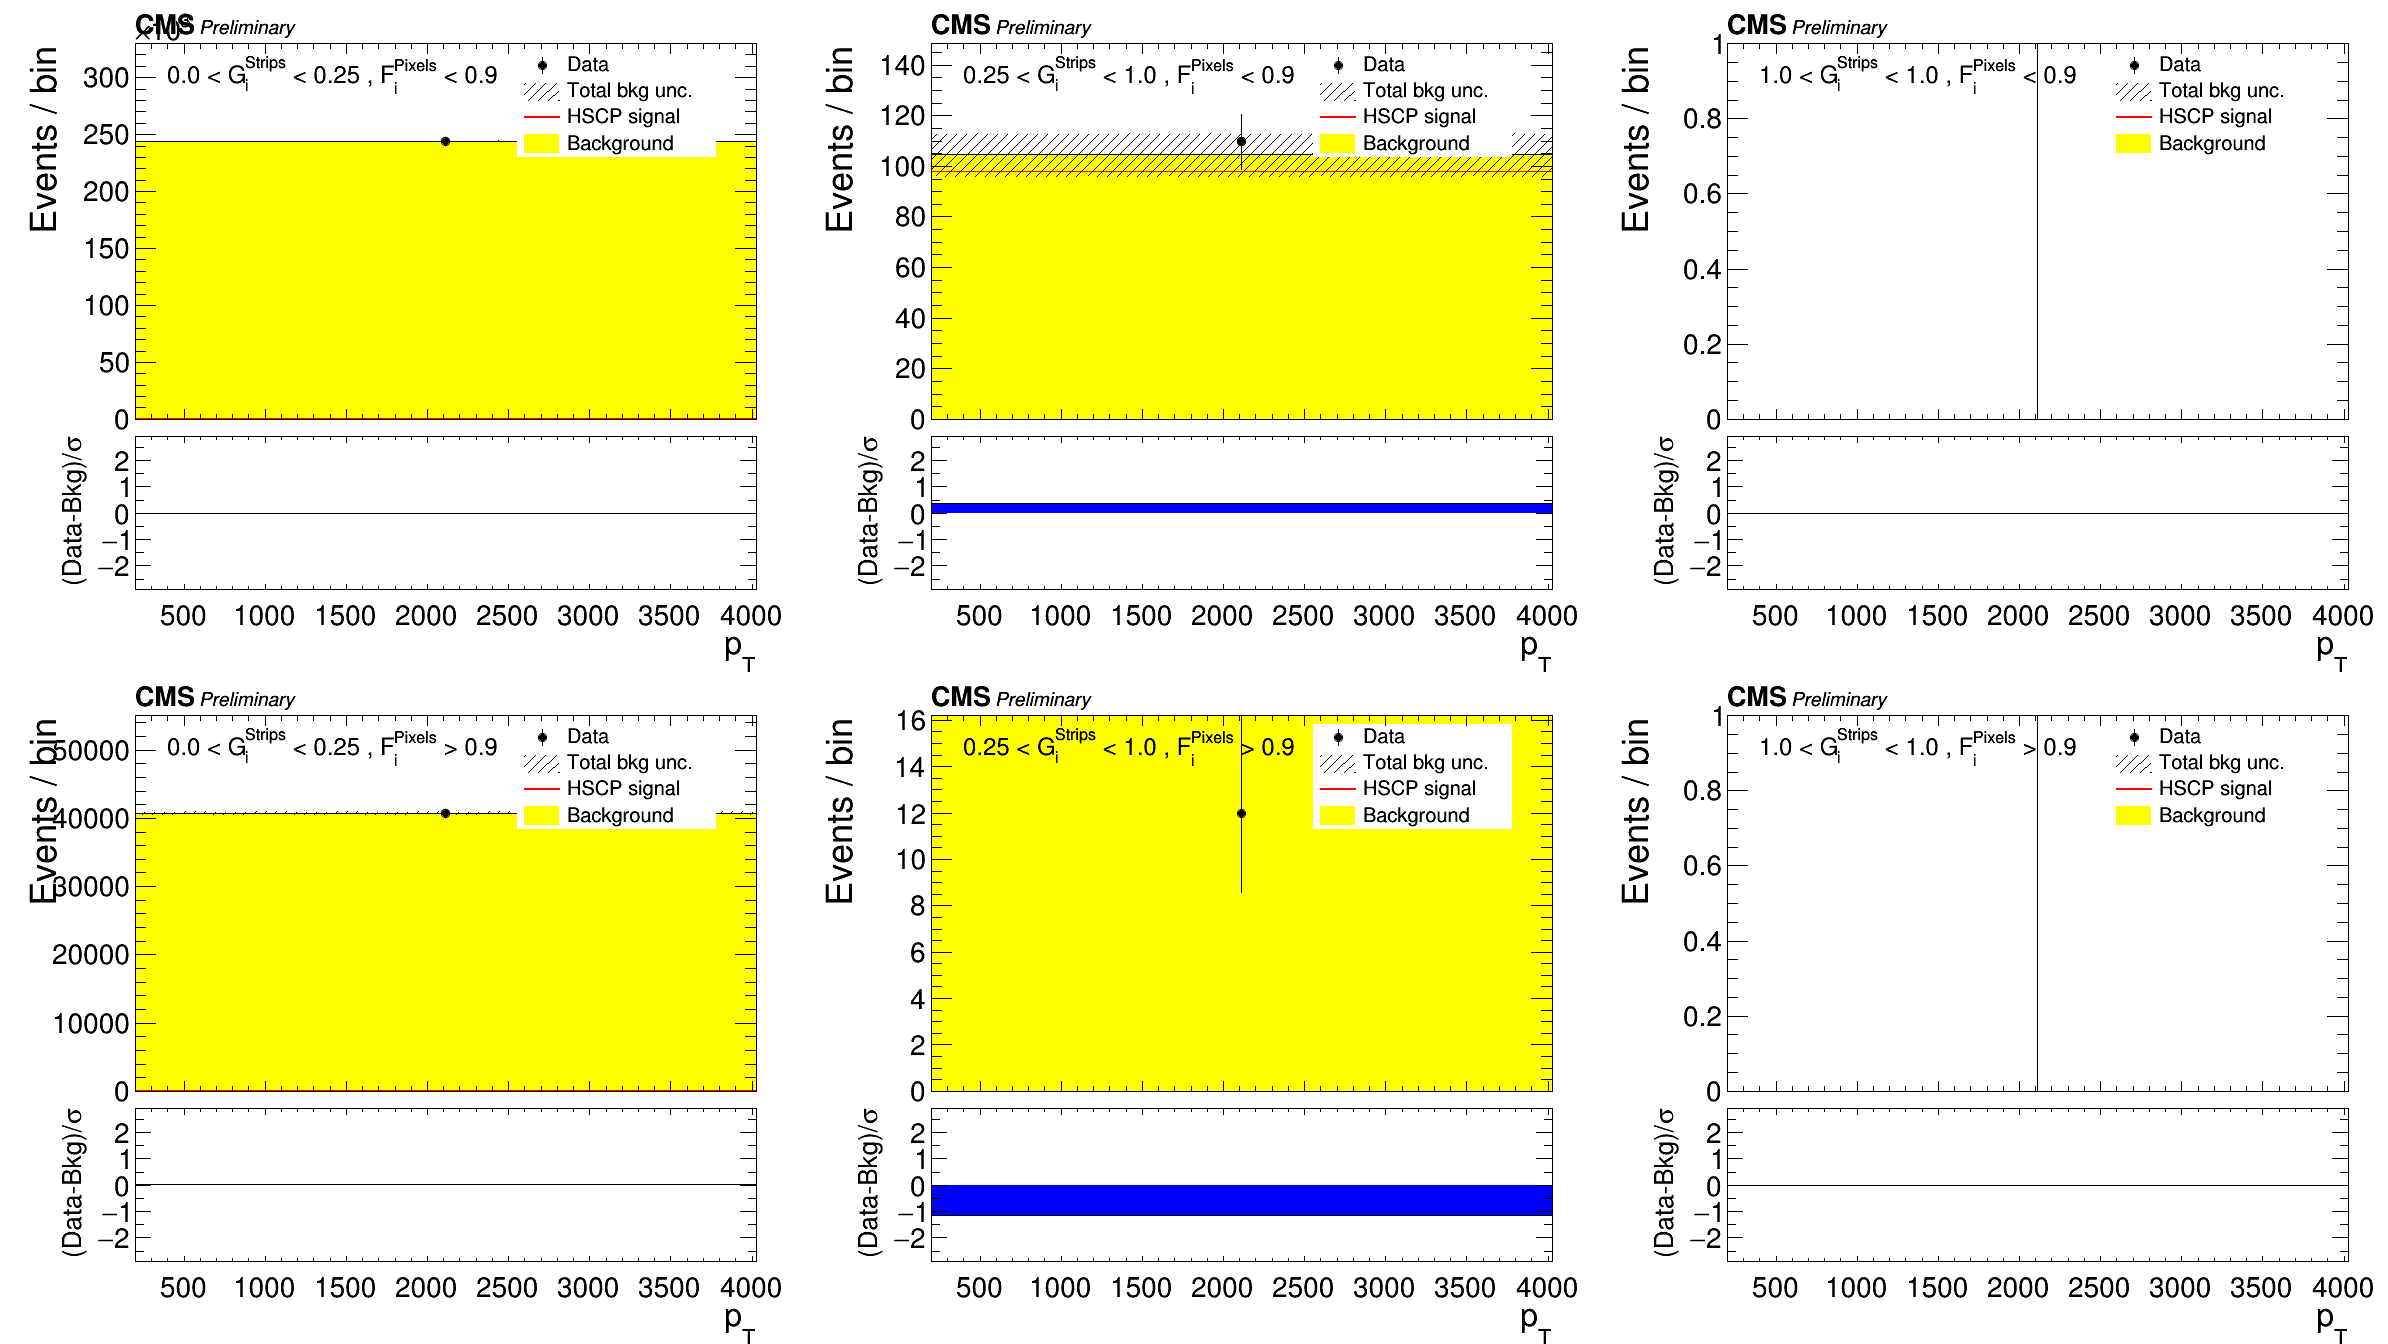 CMS Preliminary
×10³
Events / bin
0.0 < G_i^Strips < 0.25 , F_i^Pixels < 0.9
Data
Total bkg unc.
HSCP signal
Background
300
250
200
150
100
50
0
(Data-Bkg)/σ
2
1
0
−1
−2
500 1000 1500 2000 2500 3000 3500 4000
p_T
CMS Preliminary
Events / bin
0.25 < G_i^Strips < 1.0 , F_i^Pixels < 0.9
Data
Total bkg unc.
HSCP signal
Background
140
120
100
80
60
40
20
0
(Data-Bkg)/σ
2
1
0
−1
−2
500 1000 1500 2000 2500 3000 3500 4000
p_T
CMS Preliminary
Events / bin
1.0 < G_i^Strips < 1.0 , F_i^Pixels < 0.9
Data
Total bkg unc.
HSCP signal
Background
1
0.8
0.6
0.4
0.2
0
(Data-Bkg)/σ
2
1
0
−1
−2
500 1000 1500 2000 2500 3000 3500 4000
p_T
CMS Preliminary
Events / bin
0.0 < G_i^Strips < 0.25 , F_i^Pixels > 0.9
Data
Total bkg unc.
HSCP signal
Background
50000
40000
30000
20000
10000
0
(Data-Bkg)/σ
2
1
0
−1
−2
500 1000 1500 2000 2500 3000 3500 4000
p_T
CMS Preliminary
Events / bin
0.25 < G_i^Strips < 1.0 , F_i^Pixels > 0.9
Data
Total bkg unc.
HSCP signal
Background
16
14
12
10
8
6
4
2
0
(Data-Bkg)/σ
2
1
0
−1
−2
500 1000 1500 2000 2500 3000 3500 4000
p_T
CMS Preliminary
Events / bin
1.0 < G_i^Strips < 1.0 , F_i^Pixels > 0.9
Data
Total bkg unc.
HSCP signal
Background
1
0.8
0.6
0.4
0.2
0
(Data-Bkg)/σ
2
1
0
−1
−2
500 1000 1500 2000 2500 3000 3500 4000
p_T